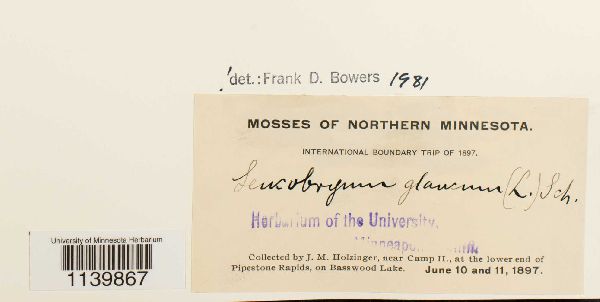 ! det.: Frank D. Bowers 1981
MOSSES OF NORTHERN MINNESOTA.
INTERNATIONAL BOUNDARY TRIP OF 1897.
Leucobryum glaucum (L.) Sch.
Herbarium of the University,
Collected by J. M. Holzinger, near Camp II., at the lower end of
Pipestone Rapids, on Basswood Lake. June 10 and 11, 1897.
University of Minnesota Herbarium
1139867